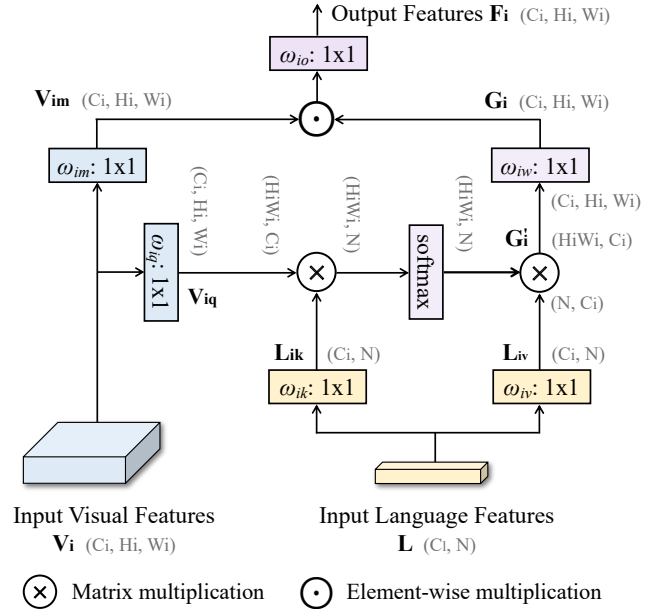 Output Features Fi (Ci, Hi, Wi)
ωio: 1x1
Vim (Ci, Hi, Wi)
Gi (Ci, Hi, Wi)
ωim: 1x1
ωiw: 1x1
(Ci, Hi, Wi)
(HiWi, Ci)
(HiWi, N)
(HiWi, N)
(Ci, Hi, Wi)
G'i (HiWi, Ci)
ωiq: 1x1
softmax
Viq
(N, Ci)
Lik (Ci, N)
Liv (Ci, N)
ωik: 1x1
ωiv: 1x1
Input Visual Features
Vi (Ci, Hi, Wi)
Input Language Features
L (Cl, N)
Matrix multiplication
Element-wise multiplication